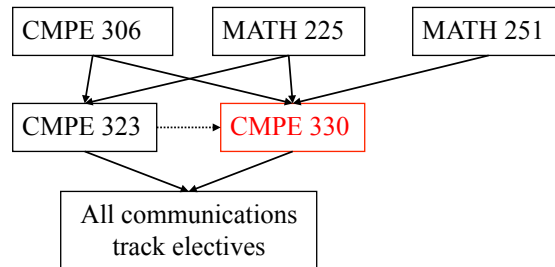 CMPE 306
MATH 225
MATH 251
CMPE 323
CMPE 330
All communications
track electives